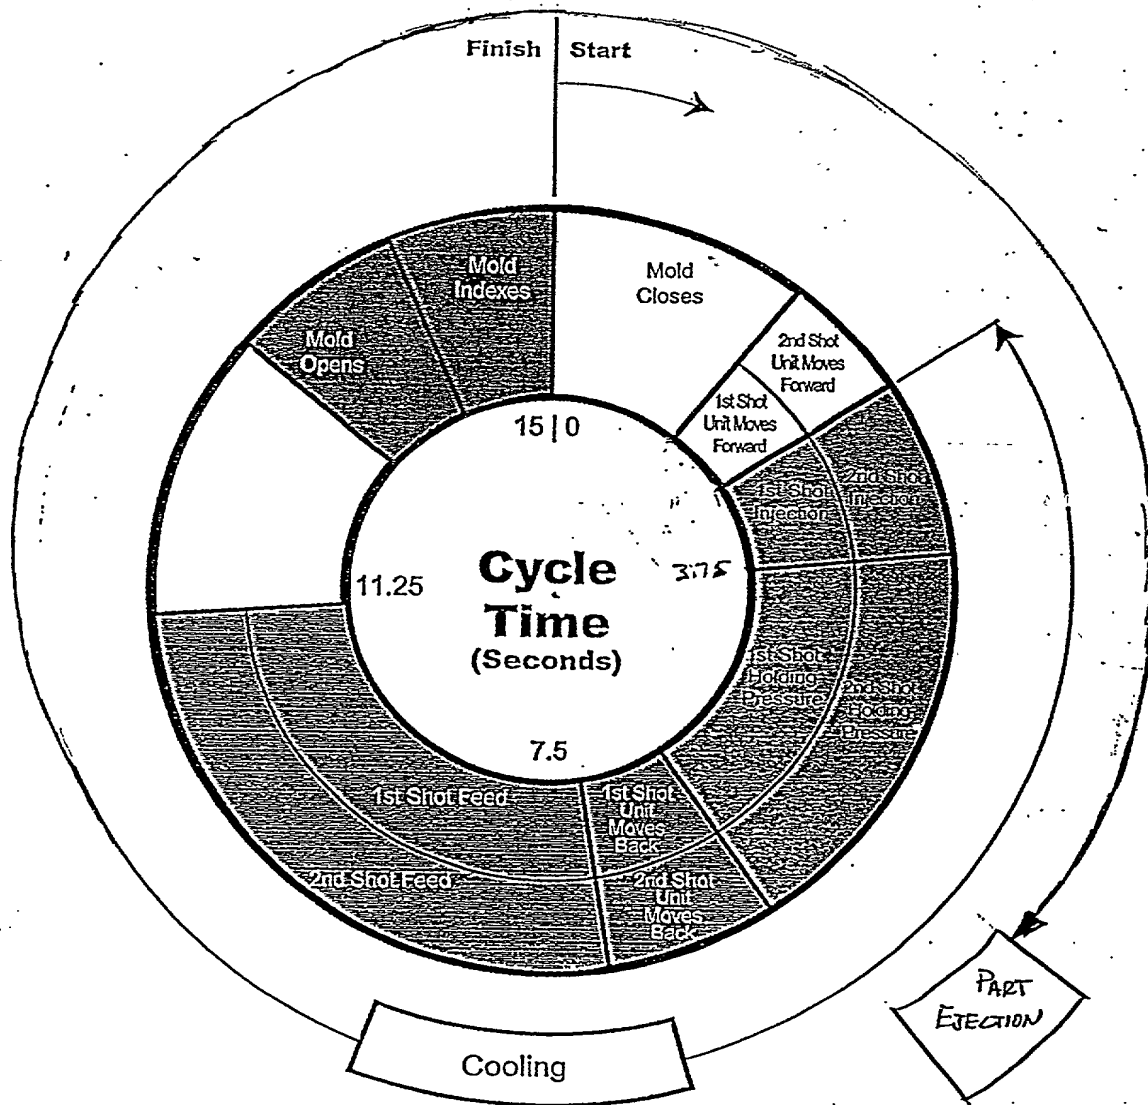 Finish | Start
Mold
Indexes
Mold
Closes
Mold
Opens
2nd Shot
Unit Moves
Forward
1st Shot
Unit Moves
Forward
15 | 0
2nd Shot
Injection
1st Shot
Injection
Cycle
Time
(Seconds)
3.75
11.25
7.5
1st Shot
Holding
Pressure
2nd Shot
Holding
Pressure
1st Shot Feed
1st Shot
Unit
Moves
Back
2nd Shot Feed
2nd Shot
Unit
Moves
Back
PART
EJECTION
Cooling